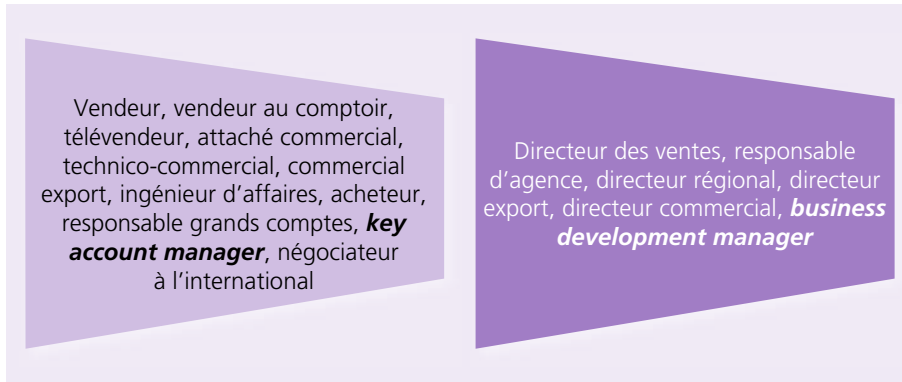 Vendeur, vendeur au comptoir,
télévendeur, attaché commercial,
technico-commercial, commercial
export, ingénieur d’affaires, acheteur,
responsable grands comptes, key
account manager, négociateur
à l’international
Directeur des ventes, responsable
d’agence, directeur régional, directeur
export, directeur commercial, business
development manager